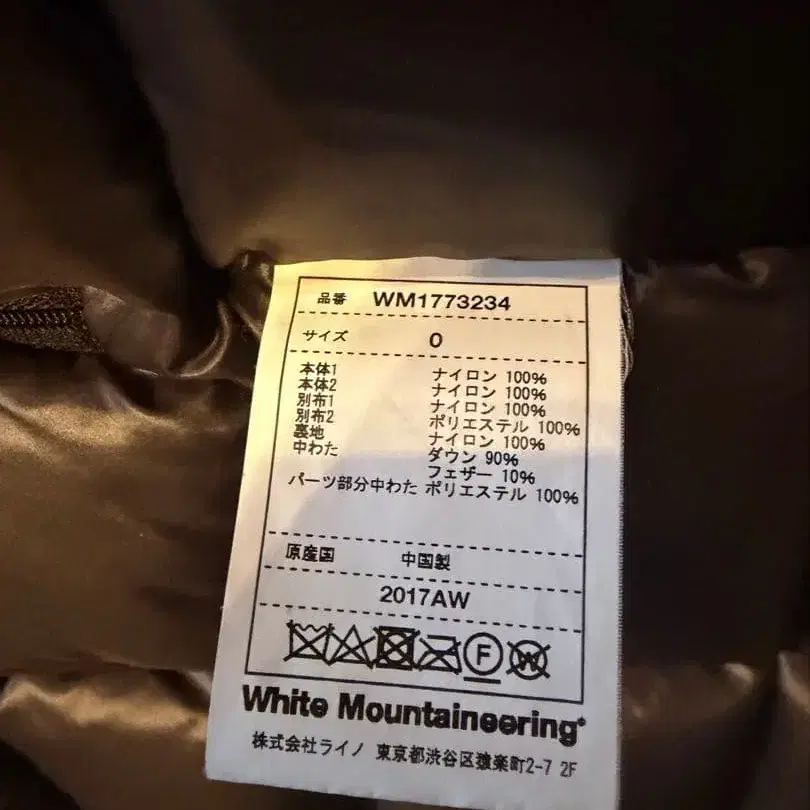 品番 WM1773234
サイズ 0
本体1 ナイロン 100%
本体2 ナイロン 100%
別布1 ナイロン 100%
別布2 ポリエステル 100%
裏地 ナイロン 100%
中わた ダウン 90%
フェザー 10%
パーツ部分中わた ポリエステル 100%
原産国 中国製
2017AW
F W
White Mountaineering®
株式会社ライノ 東京都渋谷区猿楽町2-7 2F